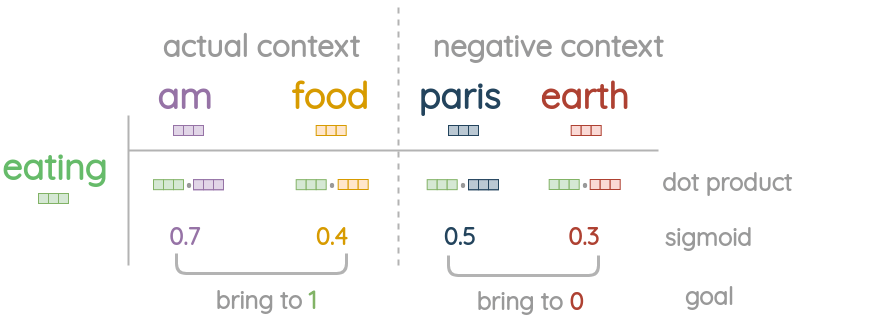 actual context negative context
am food paris earth
eating
dot product
0.7 0.4 0.5 0.3 sigmoid
bring to 1 bring to 0 goal